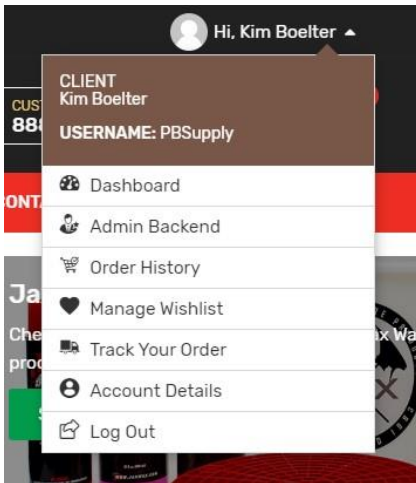 Hi, Kim Boelter
CLIENT
Kim Boelter
USERNAME: PBSupply
888
Dashboard
Admin Backend
Order History
Manage Wishlist
Track Your Order
Account Details
Log Out